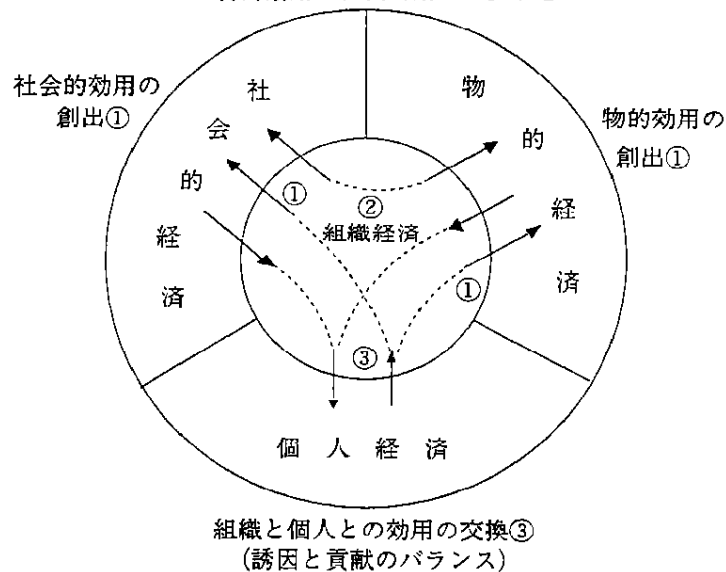 社会的効用の
創出①
物的効用の
創出①
社会的経済
物的経済
①
②
組織経済
①
③
個人経済
組織と個人との効用の交換③
(誘因と貢献のバランス)